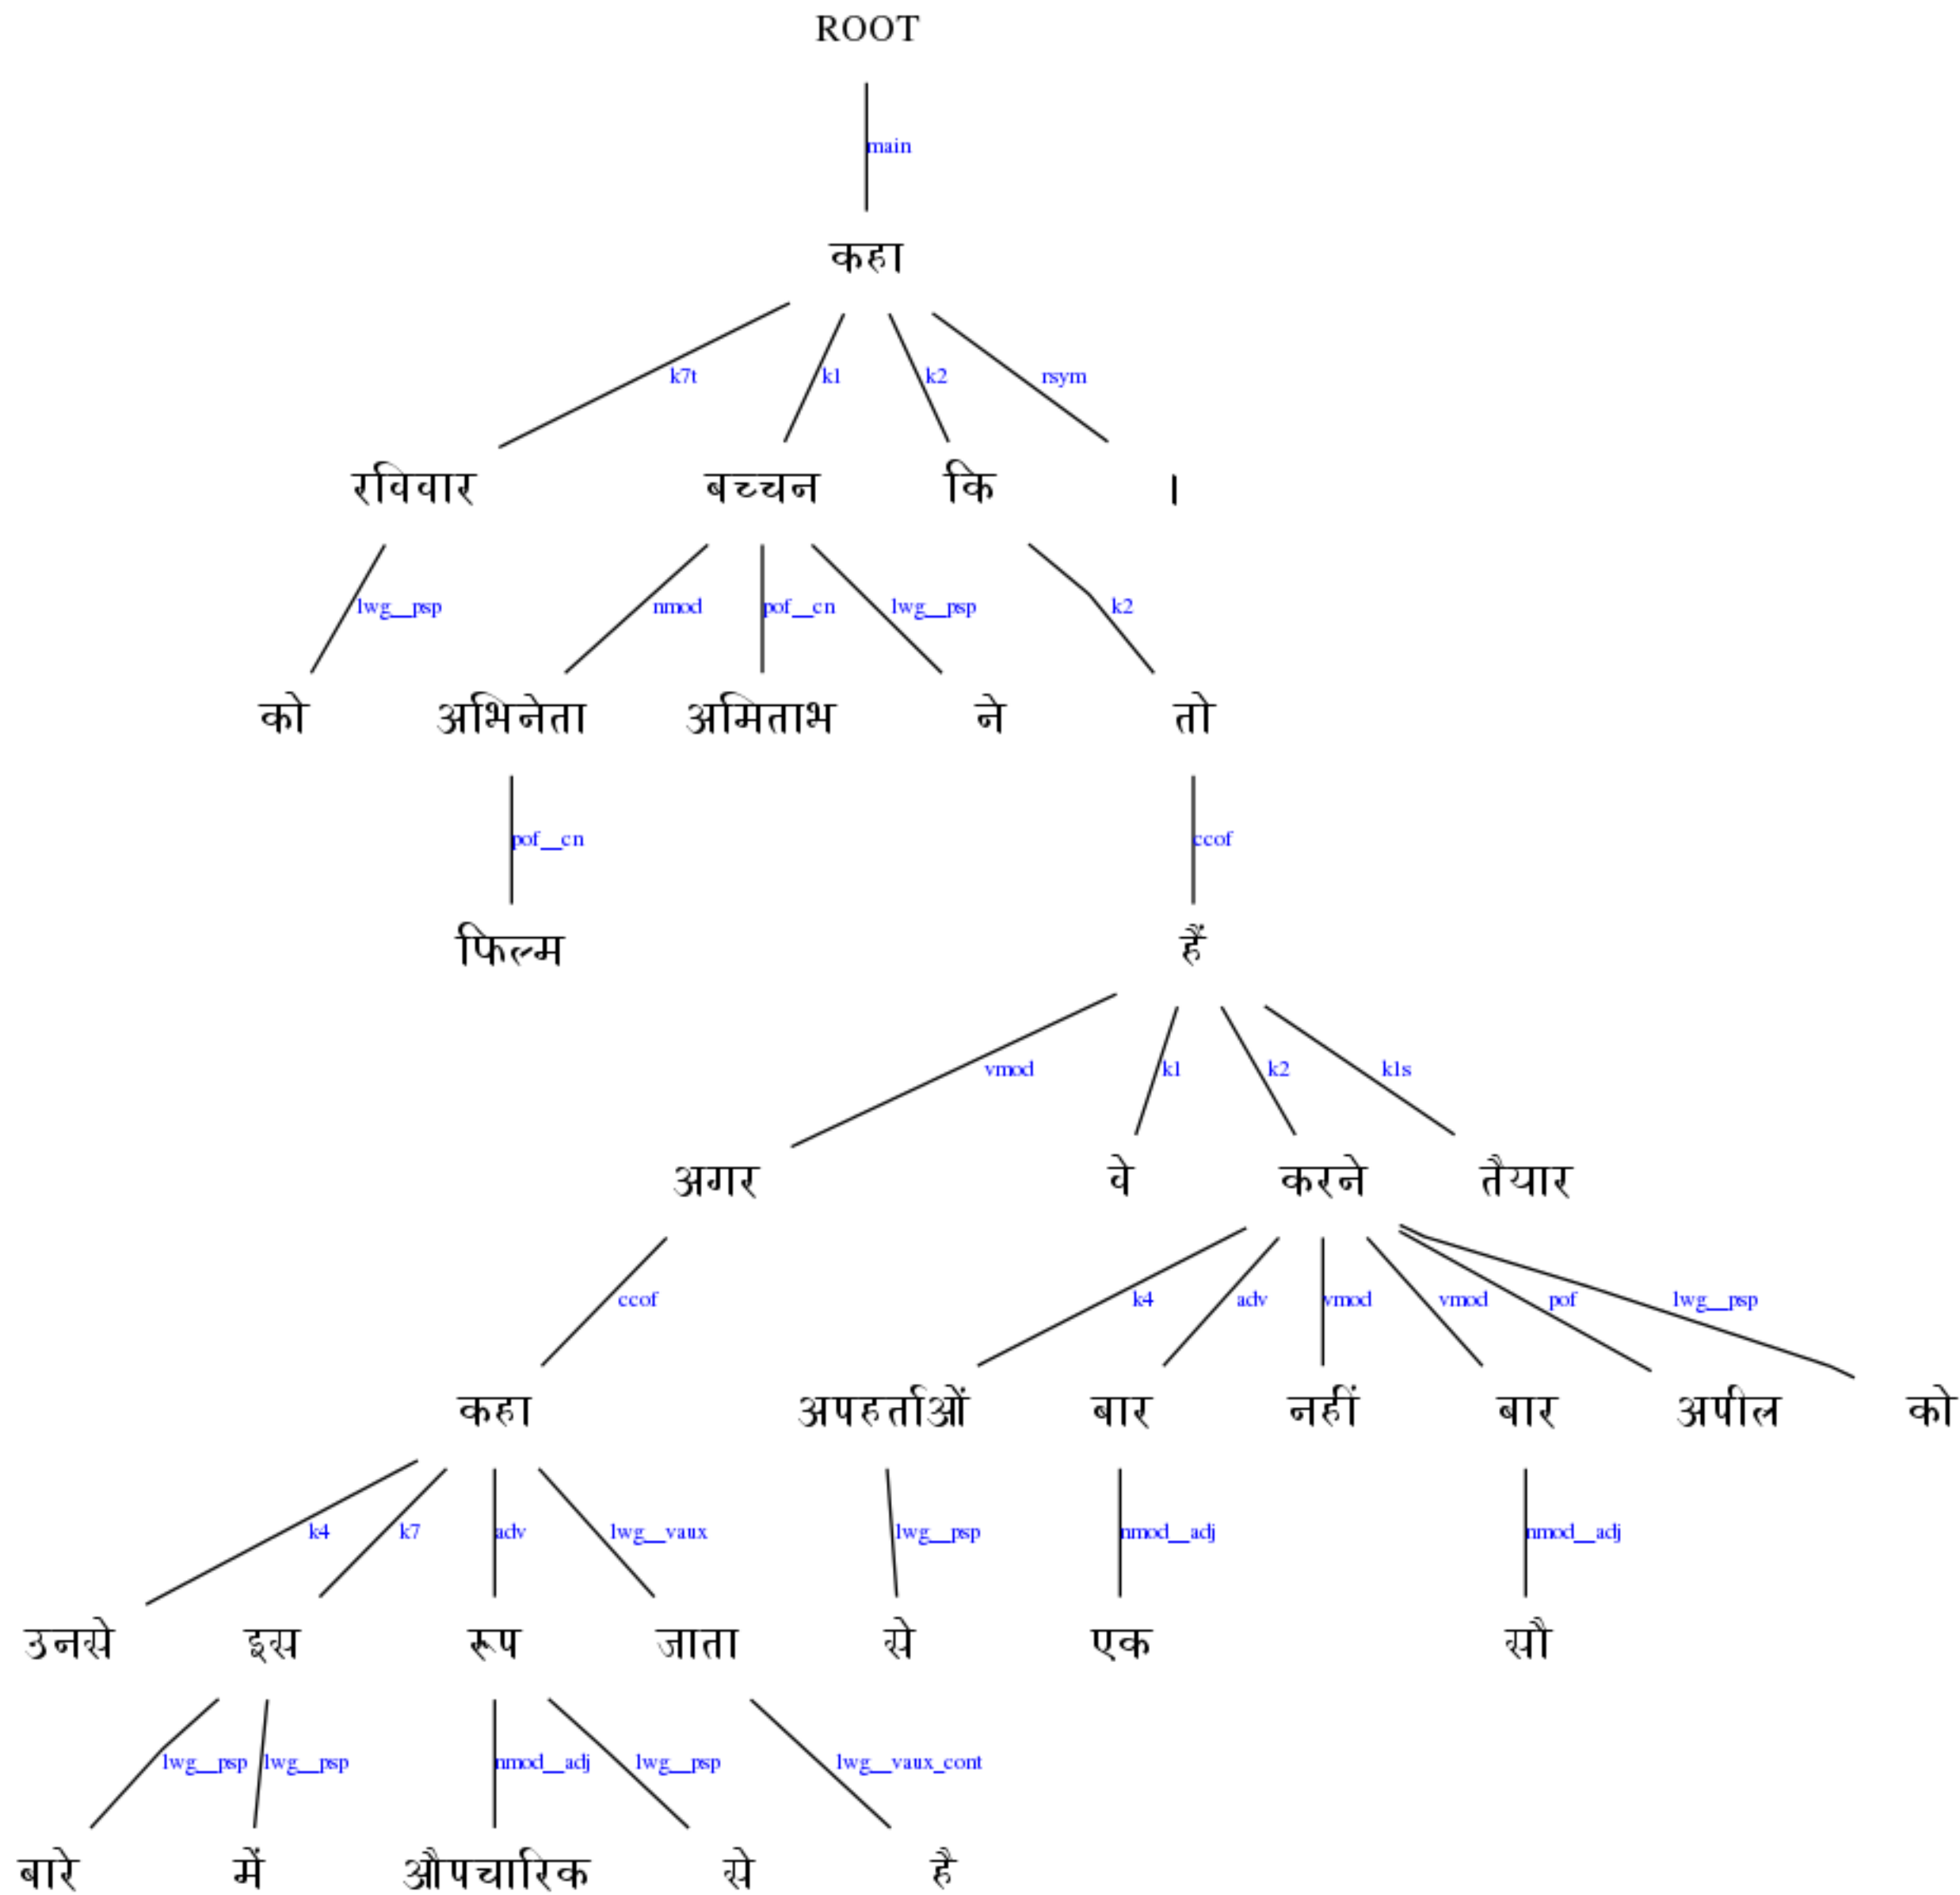 ROOT
main
कहा
k7t k1 k2 rsym
रविवार बच्चन कि ।
lwg__psp nmod pof__cn lwg__psp k2
को अभिनेता अमिताभ ने तो
pof__cn ccof
फिल्म हैं
vmod k1 k2 k1s
अगर वे करने तैयार
ccof k4 adv vmod vmod pof lwg__psp
कहा अपहर्ताओं बार नहीं बार अपील को
k4 k7 adv lwg__vaux lwg__psp nmod__adj nmod__adj
उनसे इस रूप जाता से एक सौ
lwg__psp lwg__psp nmod__adj lwg__psp lwg__vaux_cont
बारे में औपचारिक से है